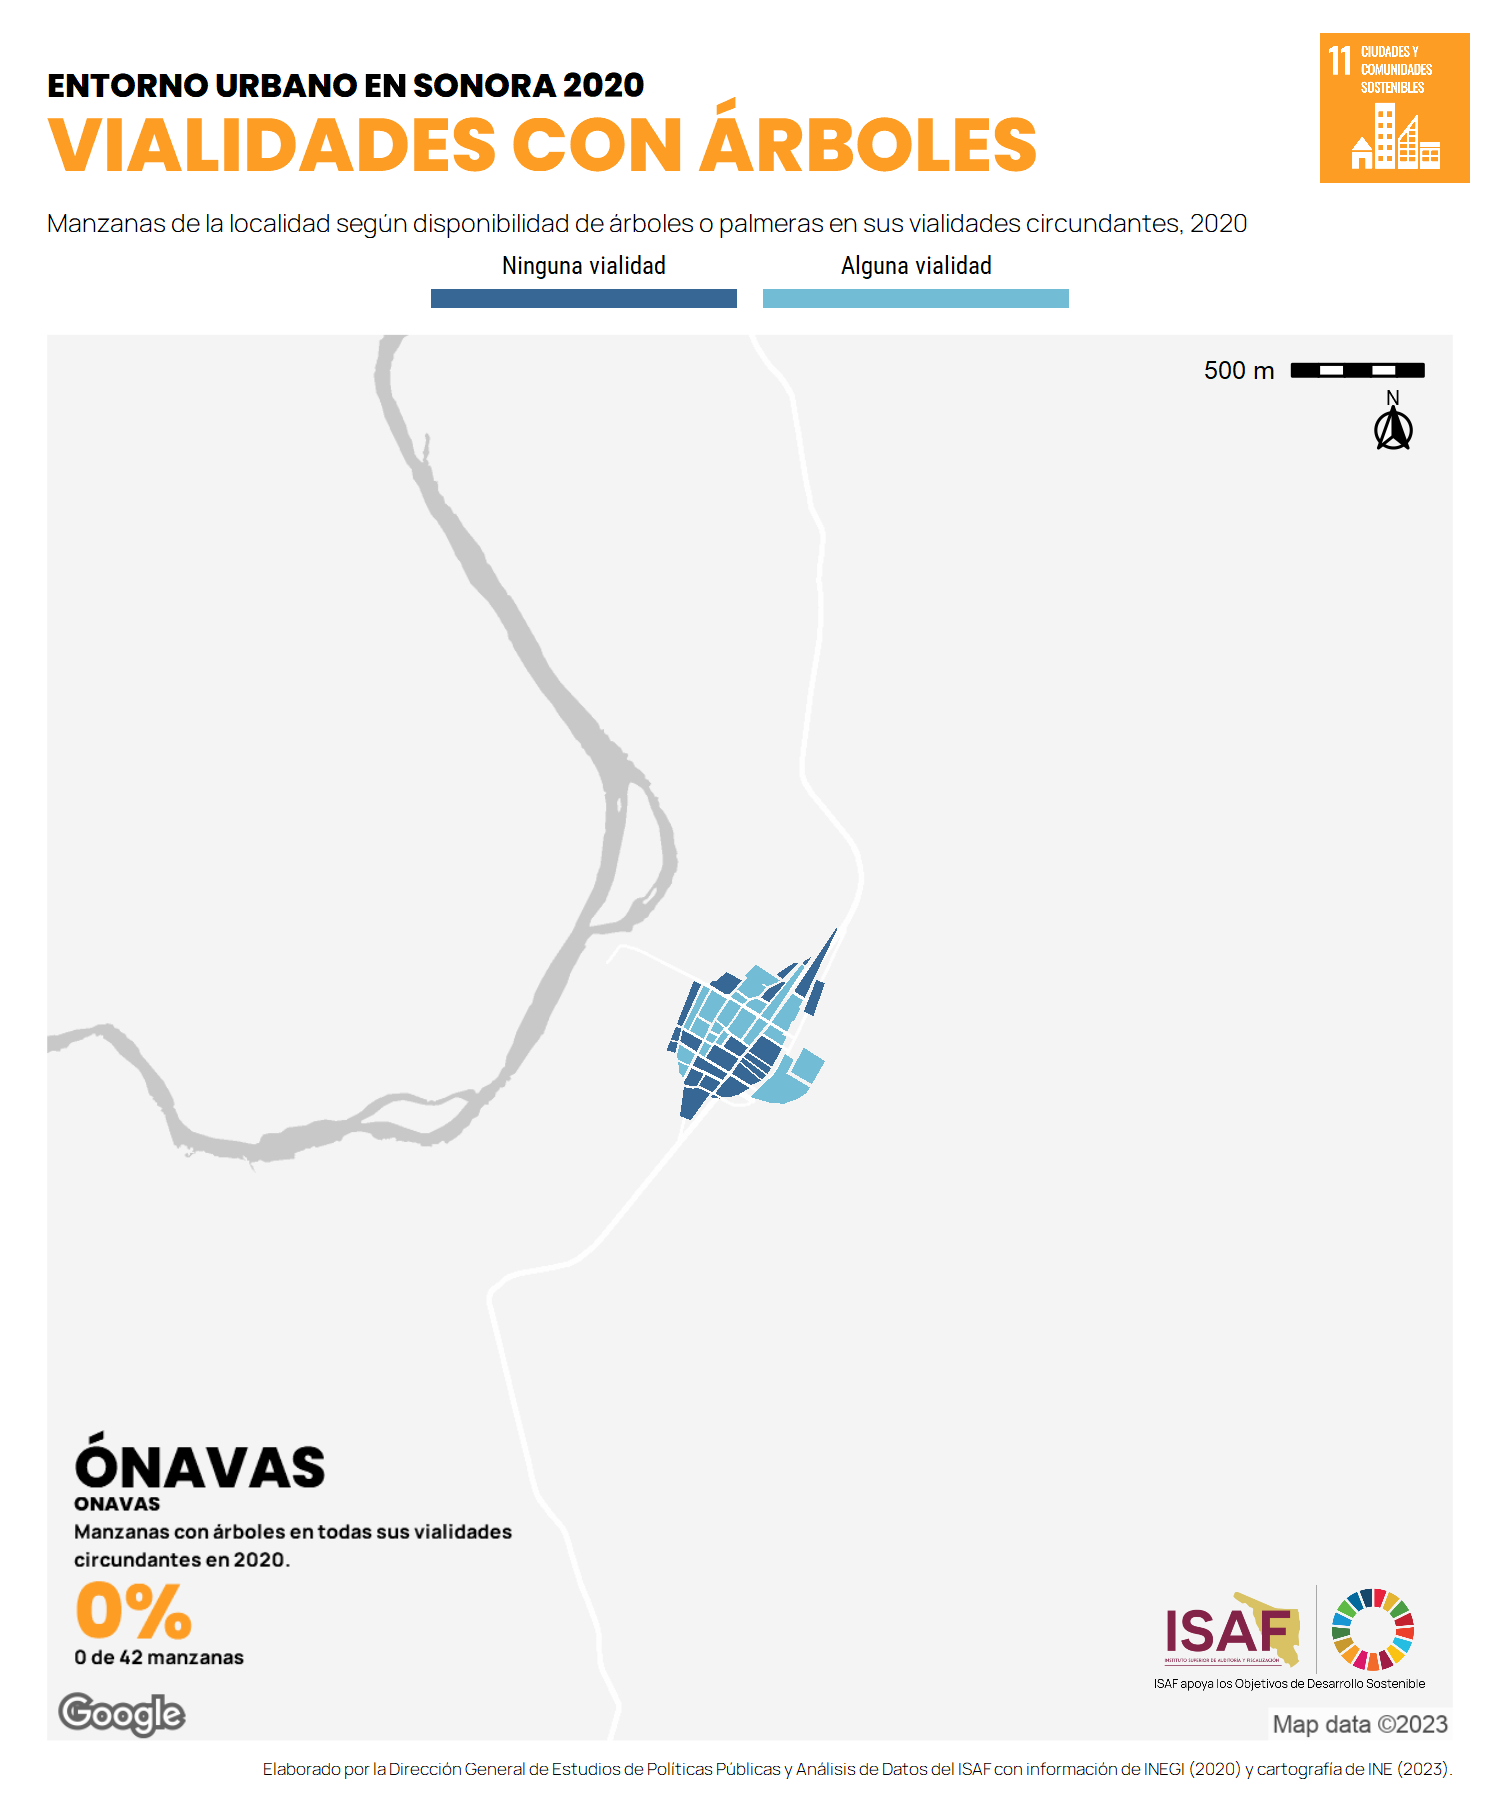 ENTORNO URBANO EN SONORA 2020
VIALIDADES CON ÁRBOLES
11 CIUDADES Y
COMUNIDADES
SOSTENIBLES
Manzanas de la localidad según disponibilidad de árboles o palmeras en sus vialidades circundantes, 2020
Ninguna vialidad
Alguna vialidad
500 m
N
ÓNAVAS
ONAVAS
Manzanas con árboles en todas sus vialidades
circundantes en 2020.
0%
0 de 42 manzanas
Google
ISAF
INSTITUTO SUPERIOR DE AUDITORÍA Y FISCALIZACIÓN
ISAF apoya los Objetivos de Desarrollo Sostenible
Map data ©2023
Elaborado por la Dirección General de Estudios de Políticas Públicas y Análisis de Datos del ISAF con información de INEGI (2020) y cartografía de INE (2023).